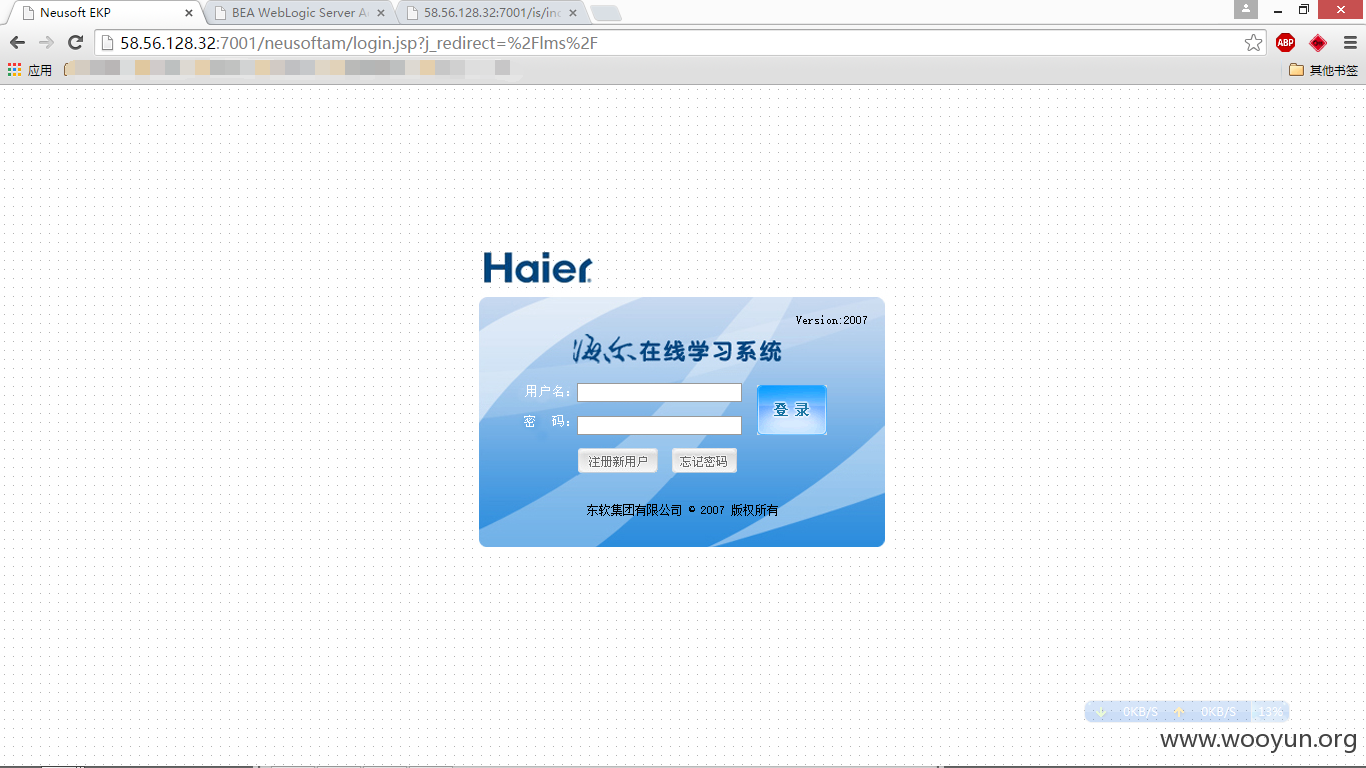 Neusoft EKP
BEA WebLogic Server A
58.56.128.32:7001/is/in
58.56.128.32:7001/neusoftam/login.jsp?j_redirect=%2Flms%2F
ABP
应用
其他书签
Haier
Version:2007
海尔在线学习系统
用户名:
密 码:
登 录
注册新用户
忘记密码
东软集团有限公司 © 2007 版权所有
0KB/S
0KB/S
13%
www.wooyun.org